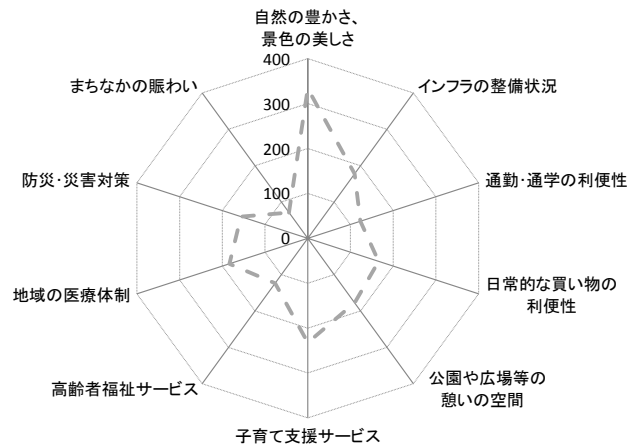 自然の豊かさ、
景色の美しさ
400
300
200
100
0
インフラの整備状況
通勤・通学の利便性
日常的な買い物の
利便性
公園や広場等の
憩いの空間
子育て支援サービス
高齢者福祉サービス
地域の医療体制
防災・災害対策
まちなかの賑わい